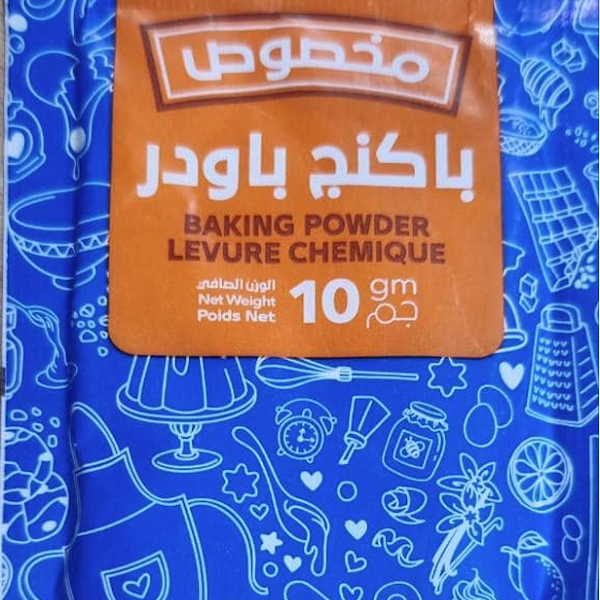 مخصوص
باكنج باودر
BAKING POWDER
LEVURE CHEMIQUE
الوزن الصافي
Net Weight
Poids Net
10 gm
جم